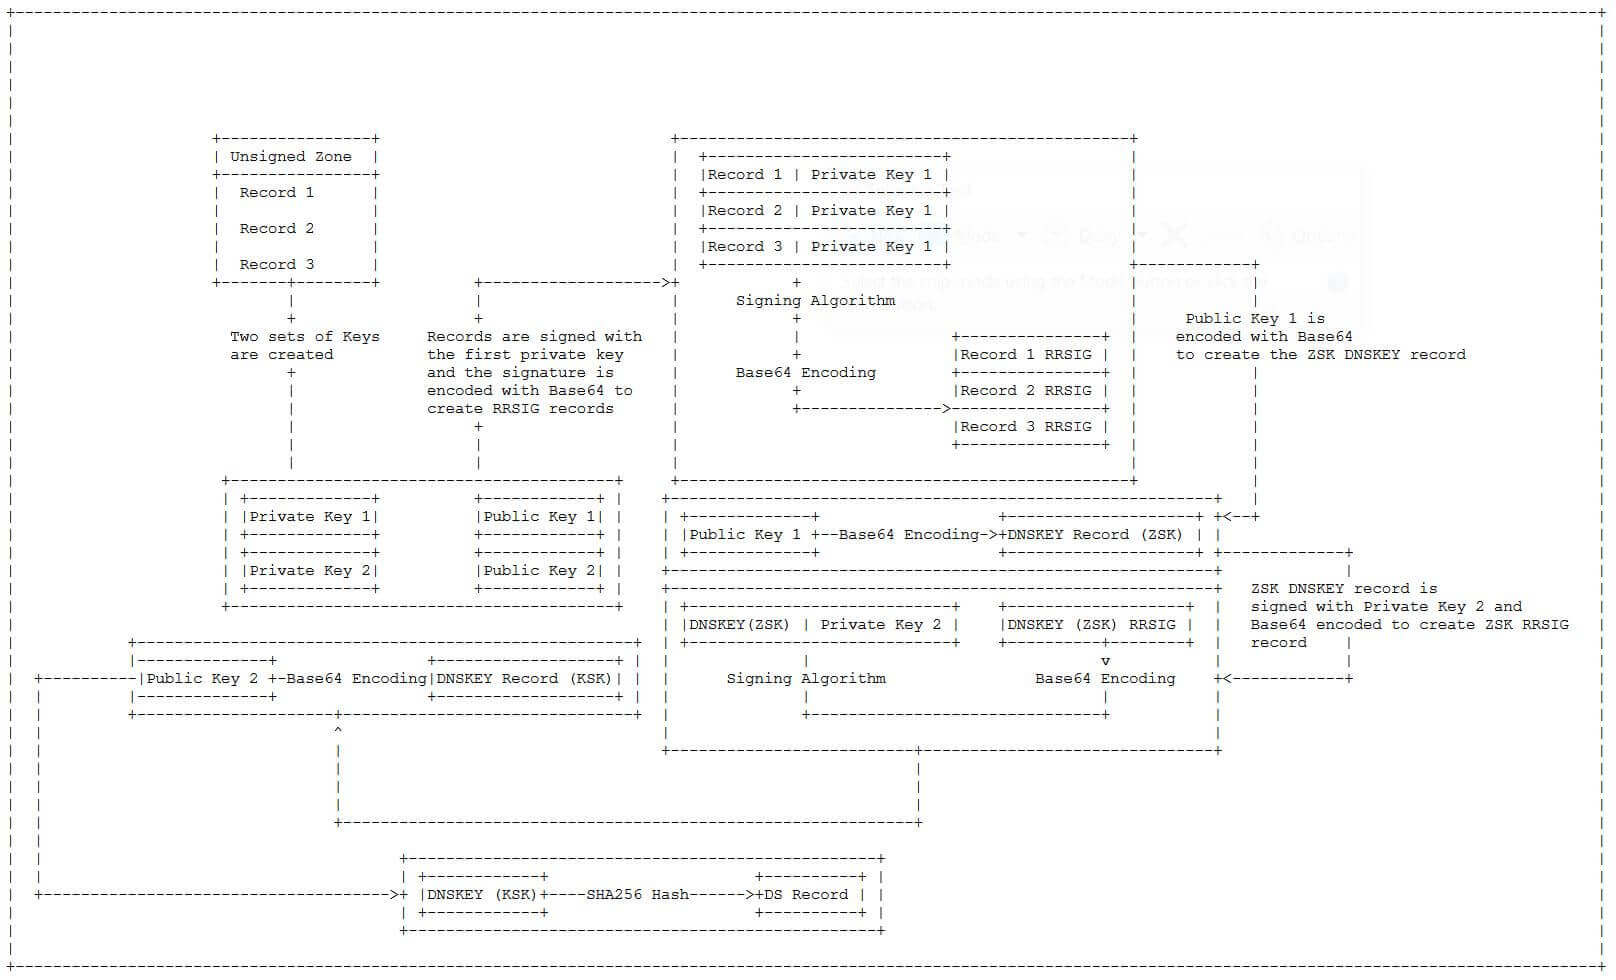 Unsigned Zone
Record 1
Record 2
Record 3
Two sets of Keys
are created
Records are signed with
the first private key
and the signature is
encoded with Base64 to
create RRSIG records
Record 1 | Private Key 1
Record 2 | Private Key 1
Record 3 | Private Key 1
Signing Algorithm
Base64 Encoding
Record 1 RRSIG
Record 2 RRSIG
Record 3 RRSIG
Public Key 1 is
encoded with Base64
to create the ZSK DNSKEY record
Private Key 1
Public Key 1
Private Key 2
Public Key 2
Public Key 1 +--Base64 Encoding->+DNSKEY Record (ZSK)
ZSK DNSKEY record is
signed with Private Key 2 and
Base64 encoded to create ZSK RRSIG
record
DNSKEY(ZSK) | Private Key 2
DNSKEY (ZSK) RRSIG
Signing Algorithm
Base64 Encoding
Public Key 2 +-Base64 Encoding|DNSKEY Record (KSK)
DNSKEY (KSK)+----SHA256 Hash------>+DS Record